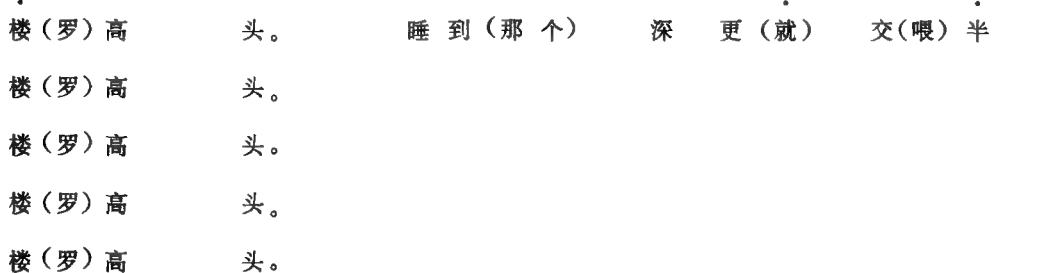 楼（罗）高 头。 睡 到（那 个） 深 更（就） 交（喂）半
楼（罗）高 头。
楼（罗）高 头。
楼（罗）高 头。
楼（罗）高 头。